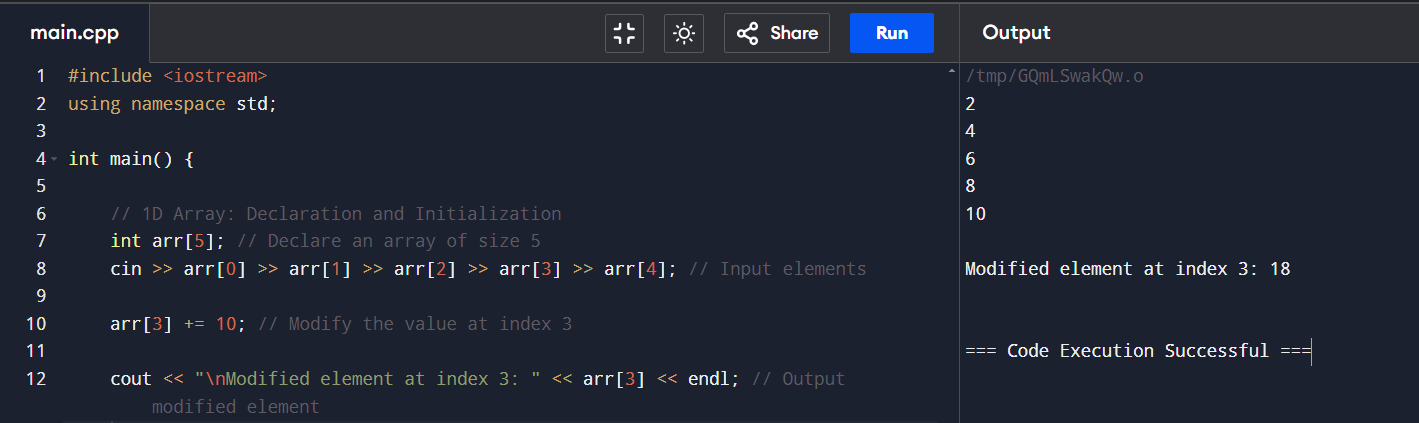 main.cpp
Share
Run
Output
1 #include <iostream>
2 using namespace std;
3
4 int main() {
5
6 // 1D Array: Declaration and Initialization
7 int arr[5]; // Declare an array of size 5
8 cin >> arr[0] >> arr[1] >> arr[2] >> arr[3] >> arr[4]; // Input elements
9
10 arr[3] += 10; // Modify the value at index 3
11
12 cout << "\nModified element at index 3: " << arr[3] << endl; // Output
modified element
/tmp/GQmLSwakQw.o
2
4
6
8
10
Modified element at index 3: 18
=== Code Execution Successful ===